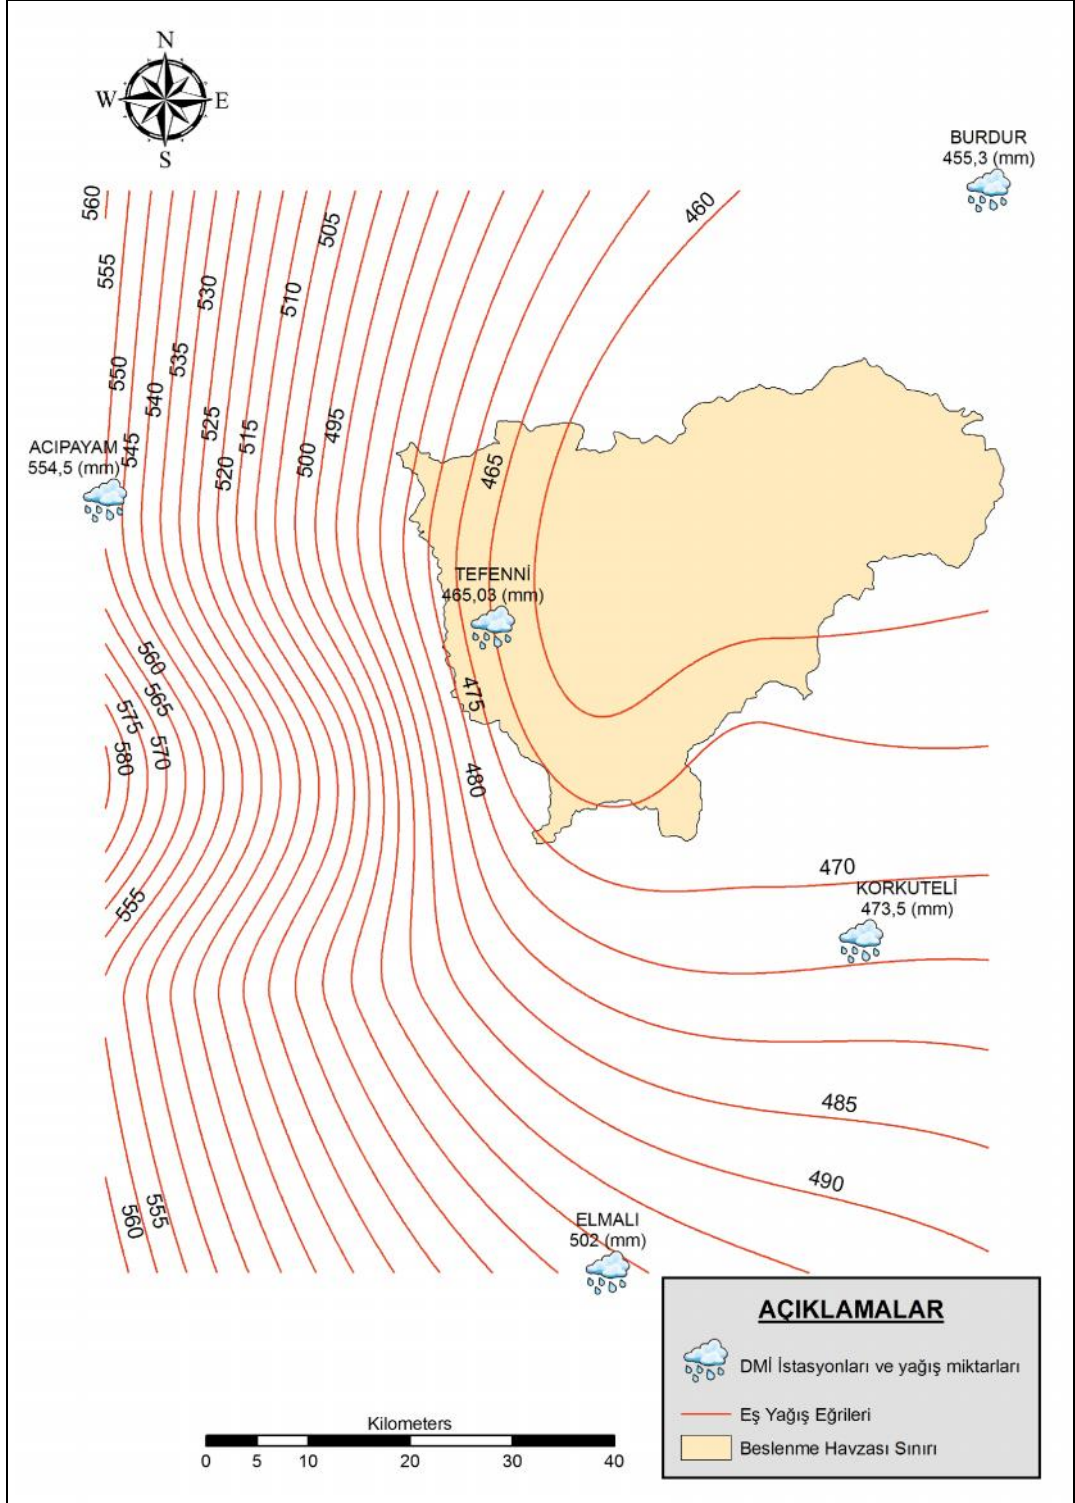 N
W
E
S
BURDUR
455,3 (mm)
560
555
550
545
540
535
530
525
520
515
510
505
500
495
465
460
ACIPAYAM
554,5 (mm)
TEFENNİ
465,03 (mm)
560
565
575
570
580
475
480
555
470
KORKUTELİ
473,5 (mm)
485
490
560
555
ELMALI
502 (mm)
AÇIKLAMALAR
DMİ İstasyonları ve yağış miktarları
Eş Yağış Eğrileri
Beslenme Havzası Sınırı
Kilometers
0 5 10 20 30 40